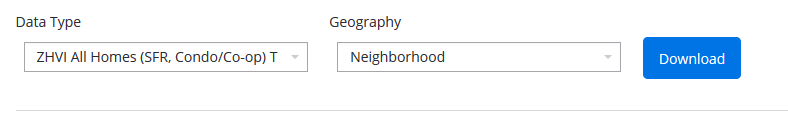 Data Type
Geography
ZHVI All Homes (SFR, Condo/Co-op) T
Neighborhood
Download